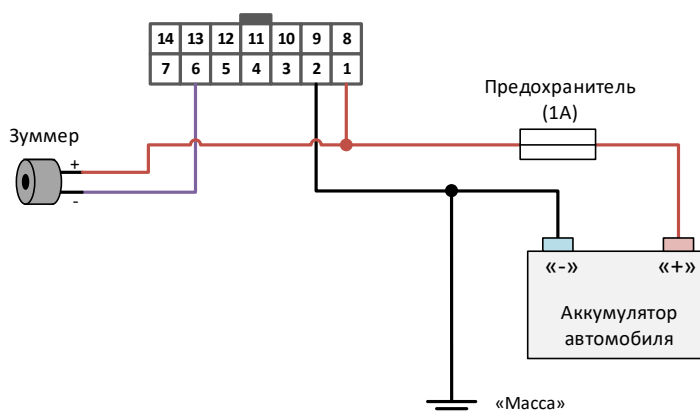 14 13 12 11 10 9 8
7 6 5 4 3 2 1
Предохранитель
(1А)
Зуммер
+
-
«-» «+»
Аккумулятор
автомобиля
«Масса»